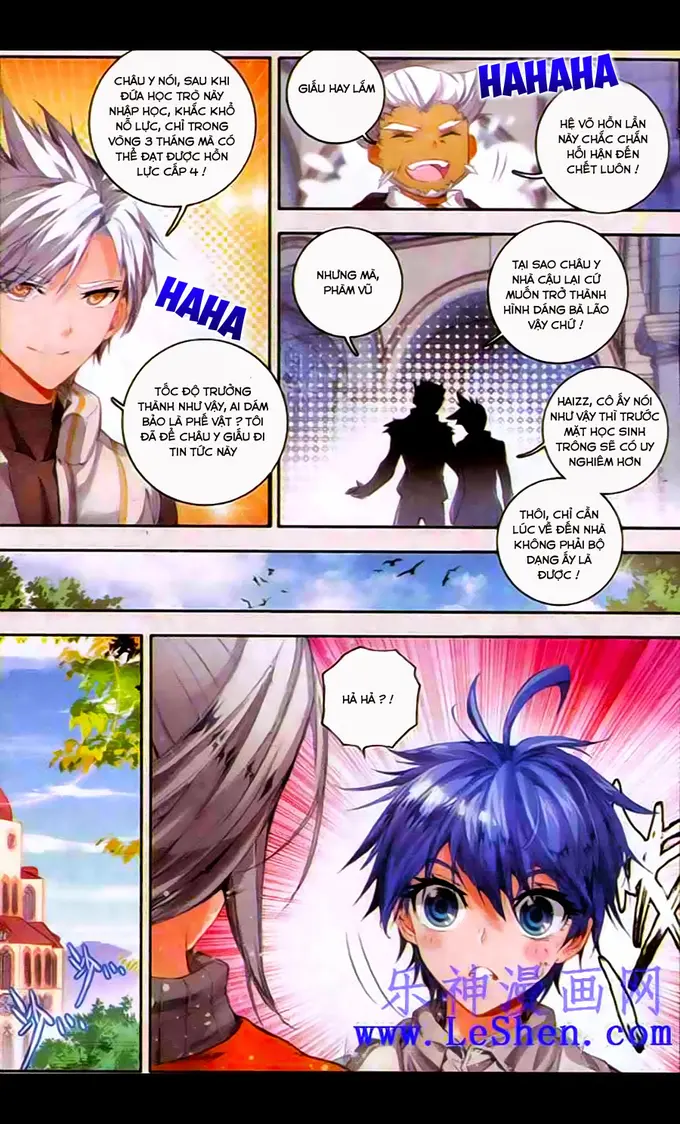 CHÂU Y NÓI, SAU KHI
ĐỨA HỌC TRÒ NÀY
NHẬP HỌC, KHẮC KHỔ
NỖ LỰC, CHỈ TRONG
VÒNG 3 THÁNG MÀ CÓ
THỂ ĐẠT ĐƯỢC HỒN
LỰC CẤP 4 !
HAHA
TỐC ĐỘ TRƯỞNG
THÀNH NHƯ VẬY, AI DÁM
BẢO LÀ PHẾ VẬT ? TÔI
ĐÃ ĐỂ CHÂU Y GIẤU ĐI
TIN TỨC NÀY
GIẤU HAY LẮM
HAHAHA
HỆ VÕ HỒN LẦN
NÀY CHẮC CHẮN
HỐI HẬN ĐẾN
CHẾT LUÔN !
NHƯNG MÀ,
PHÀM VŨ
TẠI SAO CHÂU Y
NHÀ CẬU LẠI CỨ
MUỐN TRỞ THÀNH
HÌNH DÁNG BÀ LÃO
VẬY CHỨ !
HAIZZ, CÔ ẤY NÓI
NHƯ VẬY THÌ TRƯỚC
MẶT HỌC SINH
TRÔNG SẼ CÓ UY
NGHIÊM HƠN
THÔI, CHỈ CẦN
LÚC VỀ ĐẾN NHÀ
KHÔNG PHẢI BỘ
DẠNG ẤY LÀ
ĐƯỢC !
HẢ HẢ ? !
乐神漫画网
www.LeShen.com